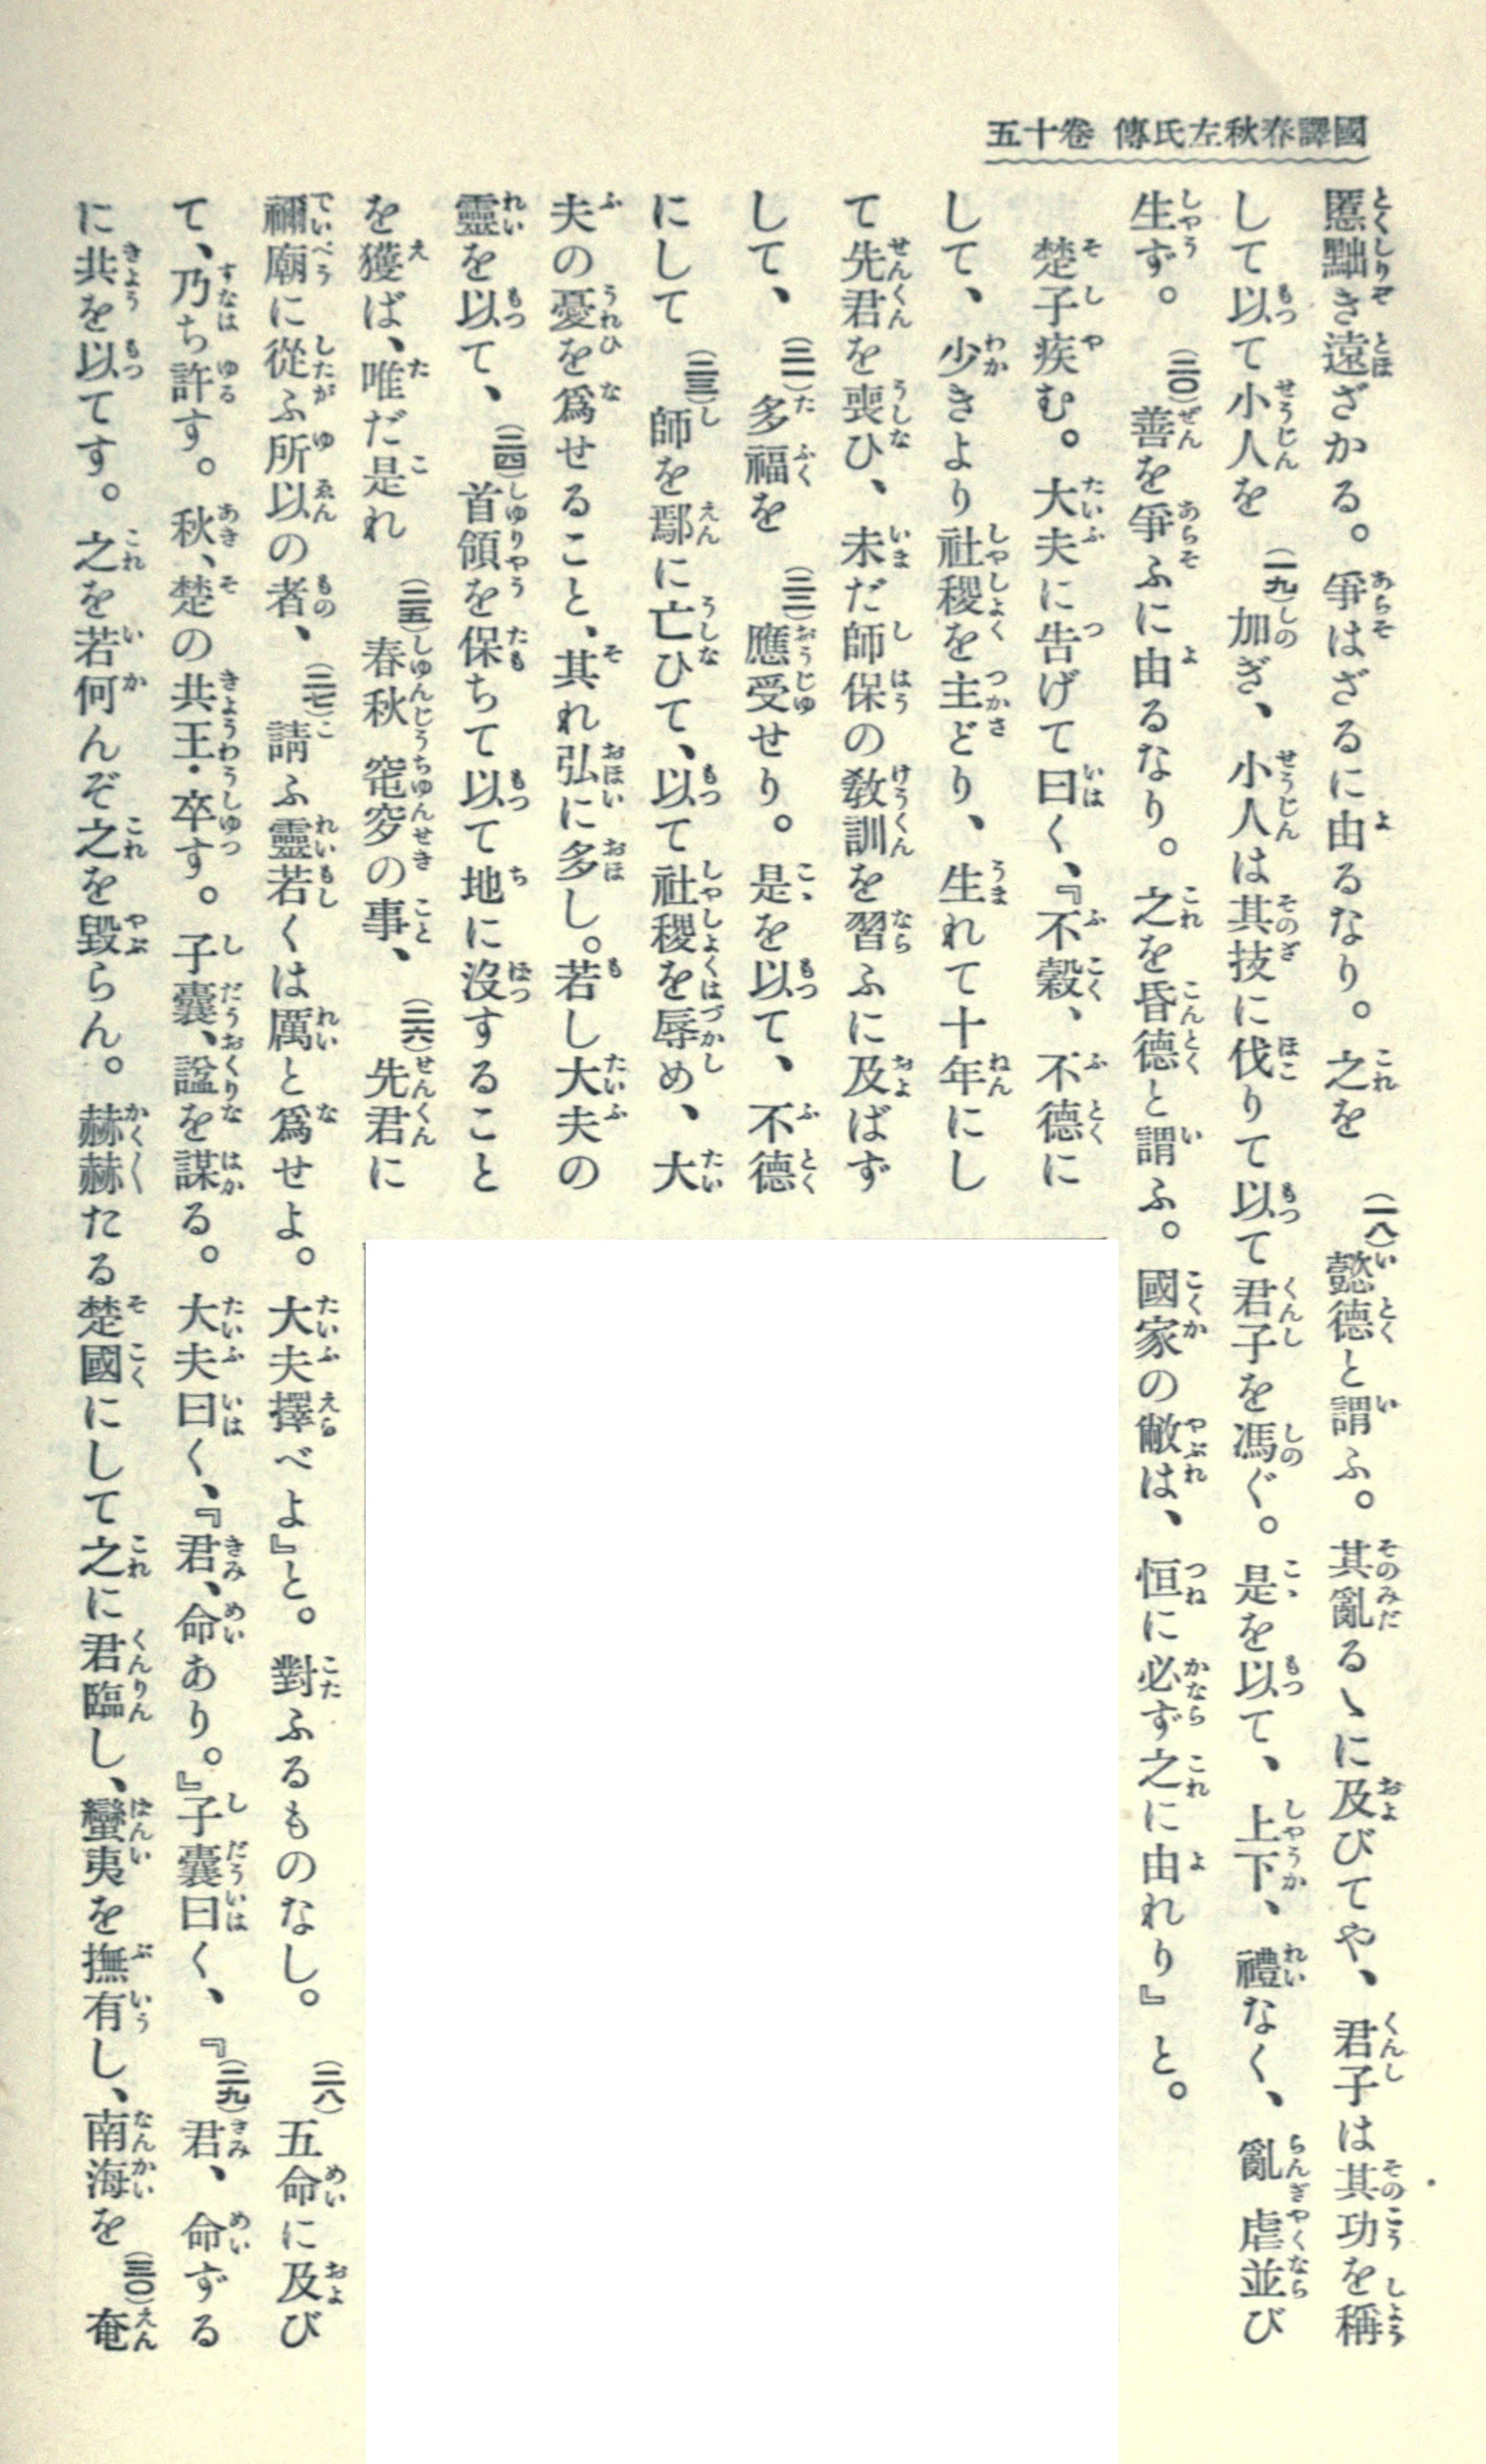 國譯春秋左氏傳 卷十五
慝黜き遠ざかる。爭はざるに由るなり。之を(一八)懿德と謂ふ。其亂るゝに及びてや、君子は其功を稱
して以て小人を(一九)加ぎ、小人は其技に伐りて以て君子を馮ぐ。是を以て、上下、禮なく、亂虐並び
生ず。(二〇)善を爭ふに由るなり。之を昏德と謂ふ。國家の敝は、恒に必ず之に由れり』と。
楚子疾む。大夫に告げて曰く、『不穀、不德に
して、少きより社稷を主どり、生れて十年にし
て先君を喪ひ、未だ師保の敎訓を習ふに及ばず
して、(二一)多福を(二二)應受せり。是を以て、不德
にして(二三)師を鄢に亡ひて、以て社稷を辱め、大
夫の憂を爲せること、其れ弘に多し。若し大夫の
靈を以て、(二四)首領を保ちて以て地に沒すること
を獲ば、唯だ是れ(二五)春秋窀穸の事、(二六)先君に
禰廟に從ふ所以の者、(二七)請ふ靈若くは厲と爲せよ。大夫擇べよ』と。對ふるものなし。(二八)五命に及び
て、乃ち許す。秋、楚の共王・卒す。子囊、諡を謀る。大夫曰く、『君、命あり。』子囊曰く、『(二九)君、命ずる
に共を以てす。之を若何んぞ之を毀らん。赫赫たる楚國にして之に君臨し、蠻夷を撫有し、南海を(三〇)奄